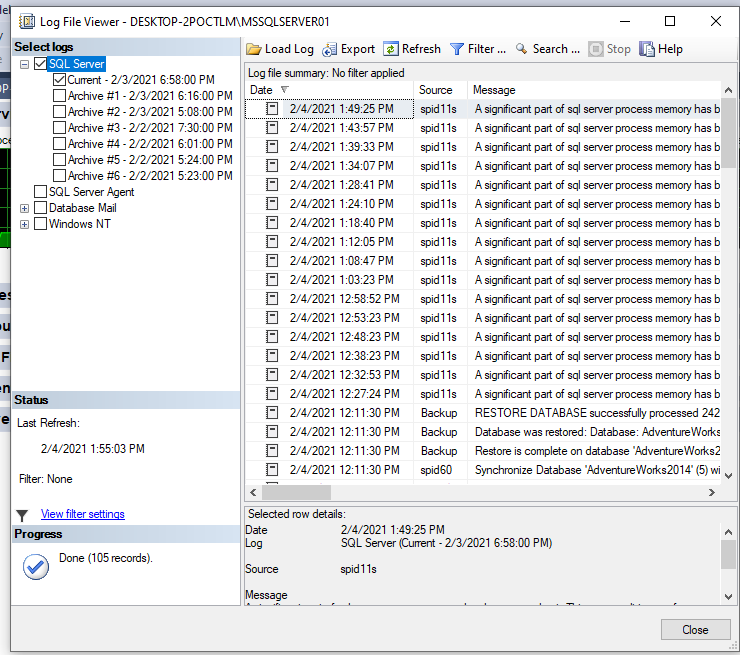 Log File Viewer - DESKTOP-2POCTLM\MSSQLSERVER01
Select logs
SQL Server
Current - 2/3/2021 6:58:00 PM
Archive #1 - 2/3/2021 6:16:00 PM
Archive #2 - 2/3/2021 5:08:00 PM
Archive #3 - 2/2/2021 7:30:00 PM
Archive #4 - 2/2/2021 6:01:00 PM
Archive #5 - 2/2/2021 5:24:00 PM
Archive #6 - 2/2/2021 5:23:00 PM
SQL Server Agent
Database Mail
Windows NT
Status
Last Refresh:
2/4/2021 1:55:03 PM
Filter: None
View filter settings
Progress
Done (105 records).
Load Log Export Refresh Filter ... Search ... Stop Help
Log file summary: No filter applied
Date Source Message
2/4/2021 1:49:25 PM spid11s A significant part of sql server process memory has b
2/4/2021 1:43:57 PM spid11s A significant part of sql server process memory has b
2/4/2021 1:39:33 PM spid11s A significant part of sql server process memory has b
2/4/2021 1:34:07 PM spid11s A significant part of sql server process memory has b
2/4/2021 1:28:41 PM spid11s A significant part of sql server process memory has b
2/4/2021 1:24:10 PM spid11s A significant part of sql server process memory has b
2/4/2021 1:18:40 PM spid11s A significant part of sql server process memory has b
2/4/2021 1:12:05 PM spid11s A significant part of sql server process memory has b
2/4/2021 1:08:47 PM spid11s A significant part of sql server process memory has b
2/4/2021 1:03:23 PM spid11s A significant part of sql server process memory has b
2/4/2021 12:58:52 PM spid11s A significant part of sql server process memory has b
2/4/2021 12:53:23 PM spid11s A significant part of sql server process memory has b
2/4/2021 12:48:23 PM spid11s A significant part of sql server process memory has b
2/4/2021 12:38:23 PM spid11s A significant part of sql server process memory has b
2/4/2021 12:32:53 PM spid11s A significant part of sql server process memory has b
2/4/2021 12:27:24 PM spid11s A significant part of sql server process memory has b
2/4/2021 12:11:30 PM Backup RESTORE DATABASE successfully processed 242
2/4/2021 12:11:30 PM Backup Database was restored: Database: AdventureWorks
2/4/2021 12:11:30 PM Backup Restore is complete on database 'AdventureWorks2
2/4/2021 12:11:30 PM spid60 Synchronize Database 'AdventureWorks2014' (5) wi
Selected row details:
Date 2/4/2021 1:49:25 PM
Log SQL Server (Current - 2/3/2021 6:58:00 PM)
Source spid11s
Message
Close